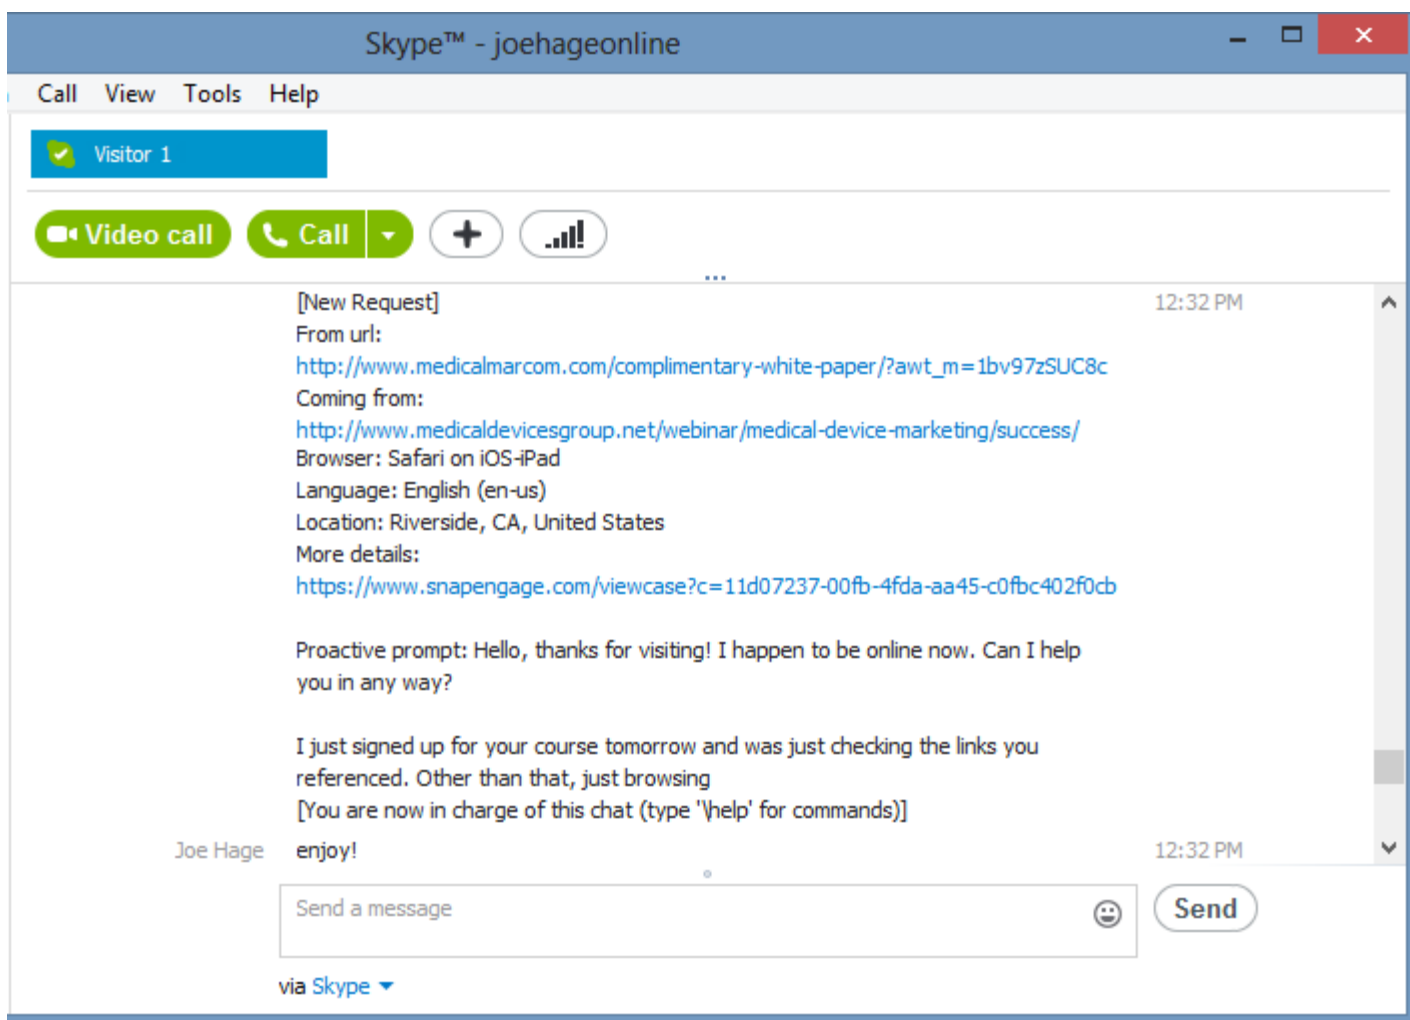 Skype™ - joehageonline
Call View Tools Help
Visitor 1
Video call Call
[New Request] 12:32 PM
From url:
http://www.medicalmarcom.com/complimentary-white-paper/?awt_m=1bv97zSUC8c
Coming from:
http://www.medicaldevicesgroup.net/webinar/medical-device-marketing/success/
Browser: Safari on iOS-iPad
Language: English (en-us)
Location: Riverside, CA, United States
More details:
https://www.snapengage.com/viewcase?c=11d07237-00fb-4fda-aa45-c0fbc402f0cb
Proactive prompt: Hello, thanks for visiting! I happen to be online now. Can I help
you in any way?
I just signed up for your course tomorrow and was just checking the links you
referenced. Other than that, just browsing
[You are now in charge of this chat (type '\help' for commands)]
Joe Hage enjoy! 12:32 PM
Send a message Send
via Skype